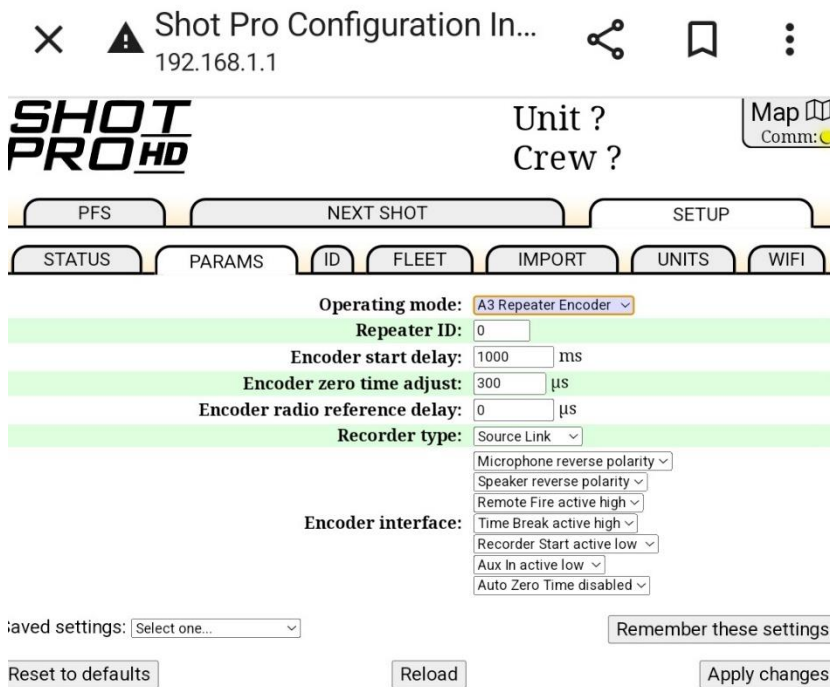 Shot Pro Configuration In...
192.168.1.1
SHOT
PRO HD
Unit ?
Crew ?
Map
Comm:
PFS NEXT SHOT SETUP
STATUS PARAMS ID FLEET IMPORT UNITS WIFI
Operating mode: A3 Repeater Encoder
Repeater ID: 0
Encoder start delay: 1000 ms
Encoder zero time adjust: 300 µs
Encoder radio reference delay: 0 µs
Recorder type: Source Link
Microphone reverse polarity
Speaker reverse polarity
Remote Fire active high
Encoder interface: Time Break active high
Recorder Start active low
Aux In active low
Auto Zero Time disabled
Saved settings: Select one... Remember these settings
Reset to defaults Reload Apply changes